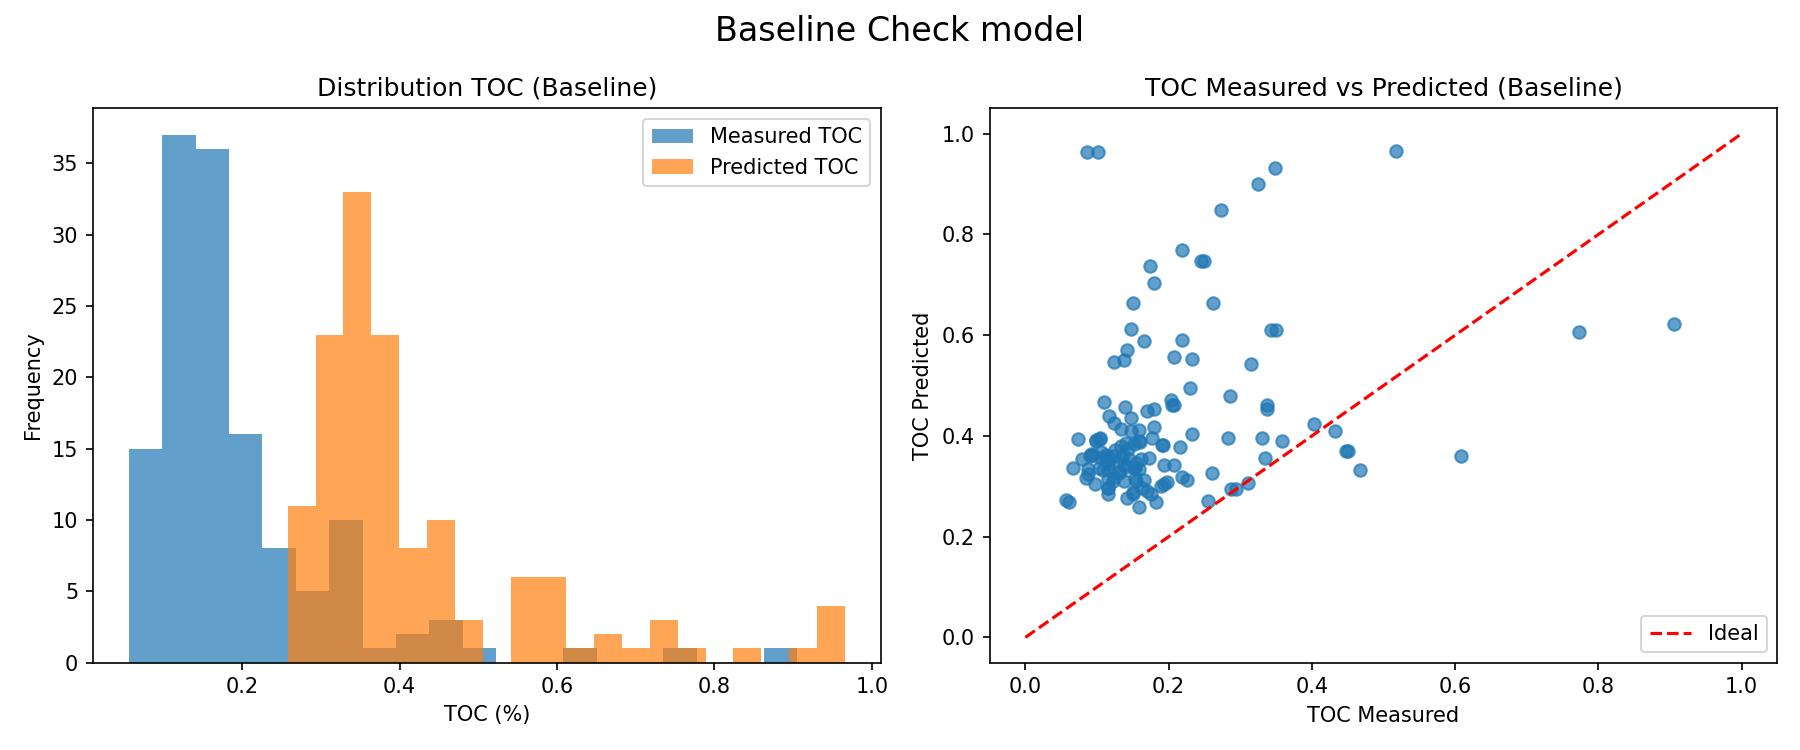 Baseline Check model
Distribution TOC (Baseline)
Measured TOC
Predicted TOC
Frequency
35
30
25
20
15
10
5
0
0.2 0.4 0.6 0.8 1.0
TOC (%)
TOC Measured vs Predicted (Baseline)
TOC Predicted
1.0
0.8
0.6
0.4
0.2
0.0
Ideal
0.0 0.2 0.4 0.6 0.8 1.0
TOC Measured